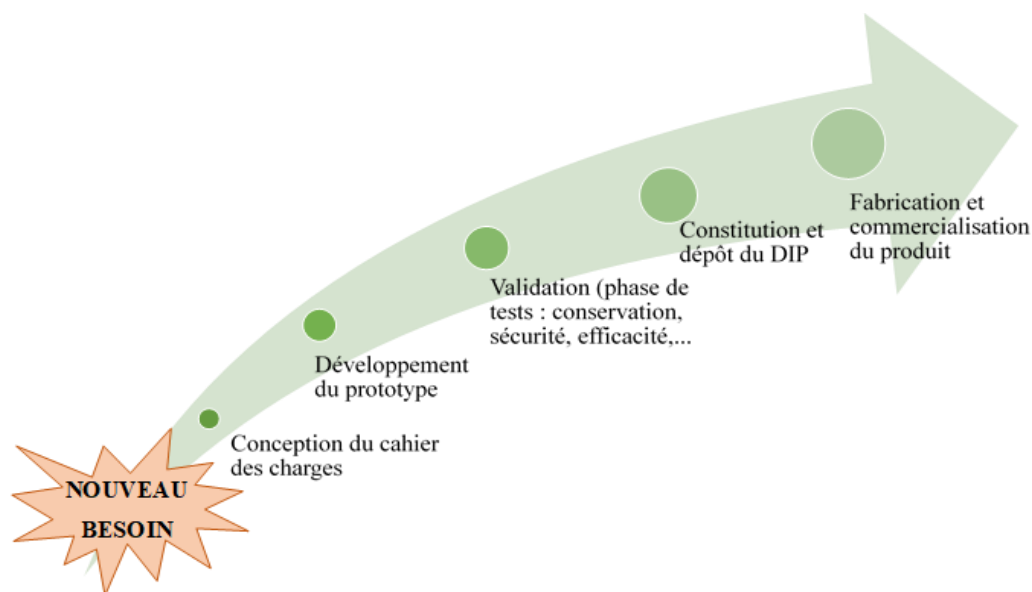 NOUVEAU
BESOIN
Conception du cahier
des charges
Développement
du prototype
Validation (phase de
tests : conservation,
sécurité, efficacité,...
Constitution et
dépôt du DIP
Fabrication et
commercialisation
du produit